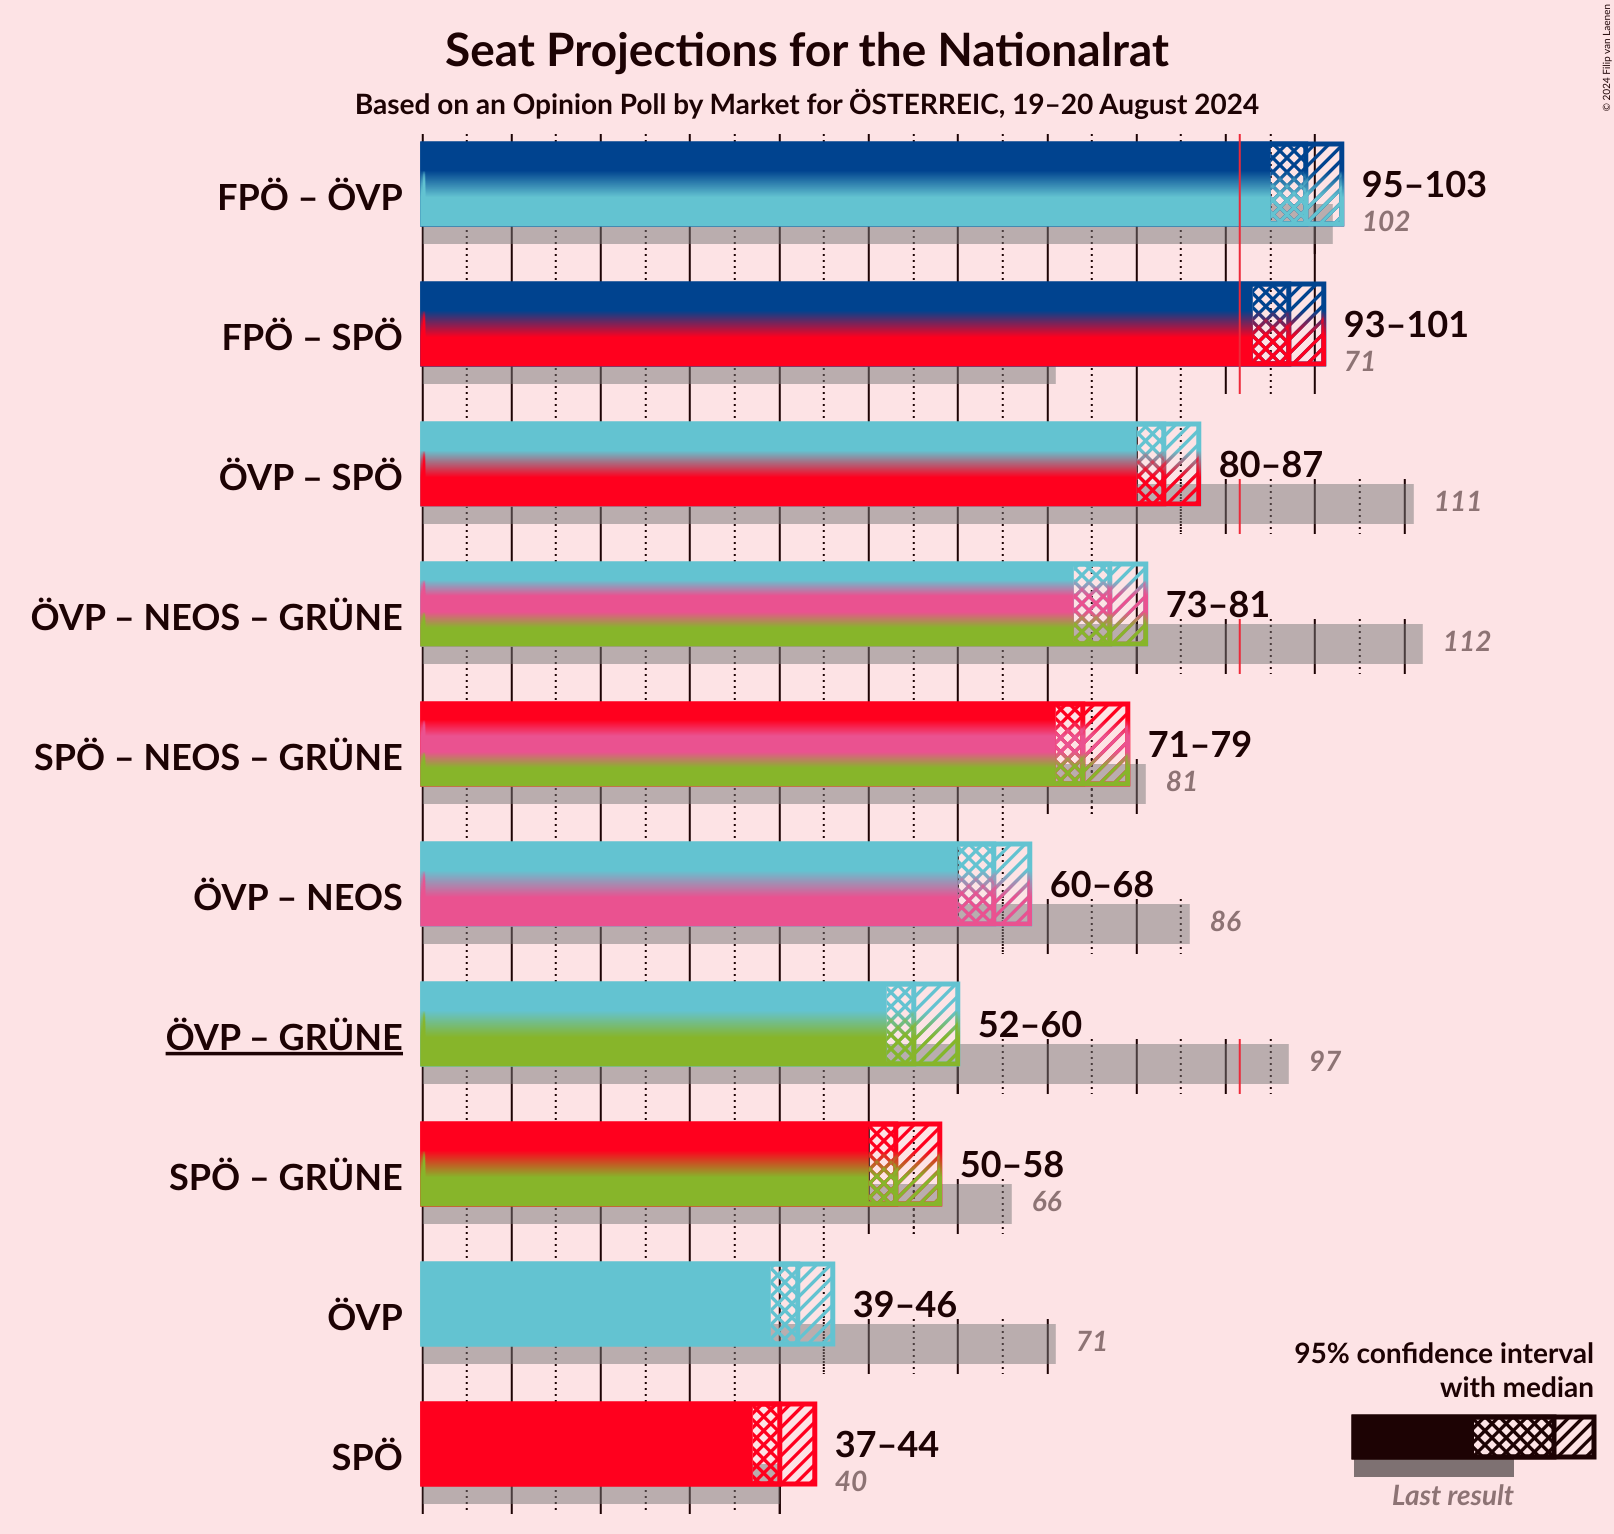 Seat Projections for the Nationalrat
Based on an Opinion Poll by Market for ÖSTERREIC, 19–20 August 2024
© 2024 Filip van Laenen
FPÖ – ÖVP
95–103
102
FPÖ – SPÖ
93–101
71
ÖVP – SPÖ
80–87
111
ÖVP – NEOS – GRÜNE
73–81
112
SPÖ – NEOS – GRÜNE
71–79
81
ÖVP – NEOS
60–68
86
ÖVP – GRÜNE
52–60
97
SPÖ – GRÜNE
50–58
66
ÖVP
39–46
71
SPÖ
37–44
40
95% confidence interval
with median
Last result